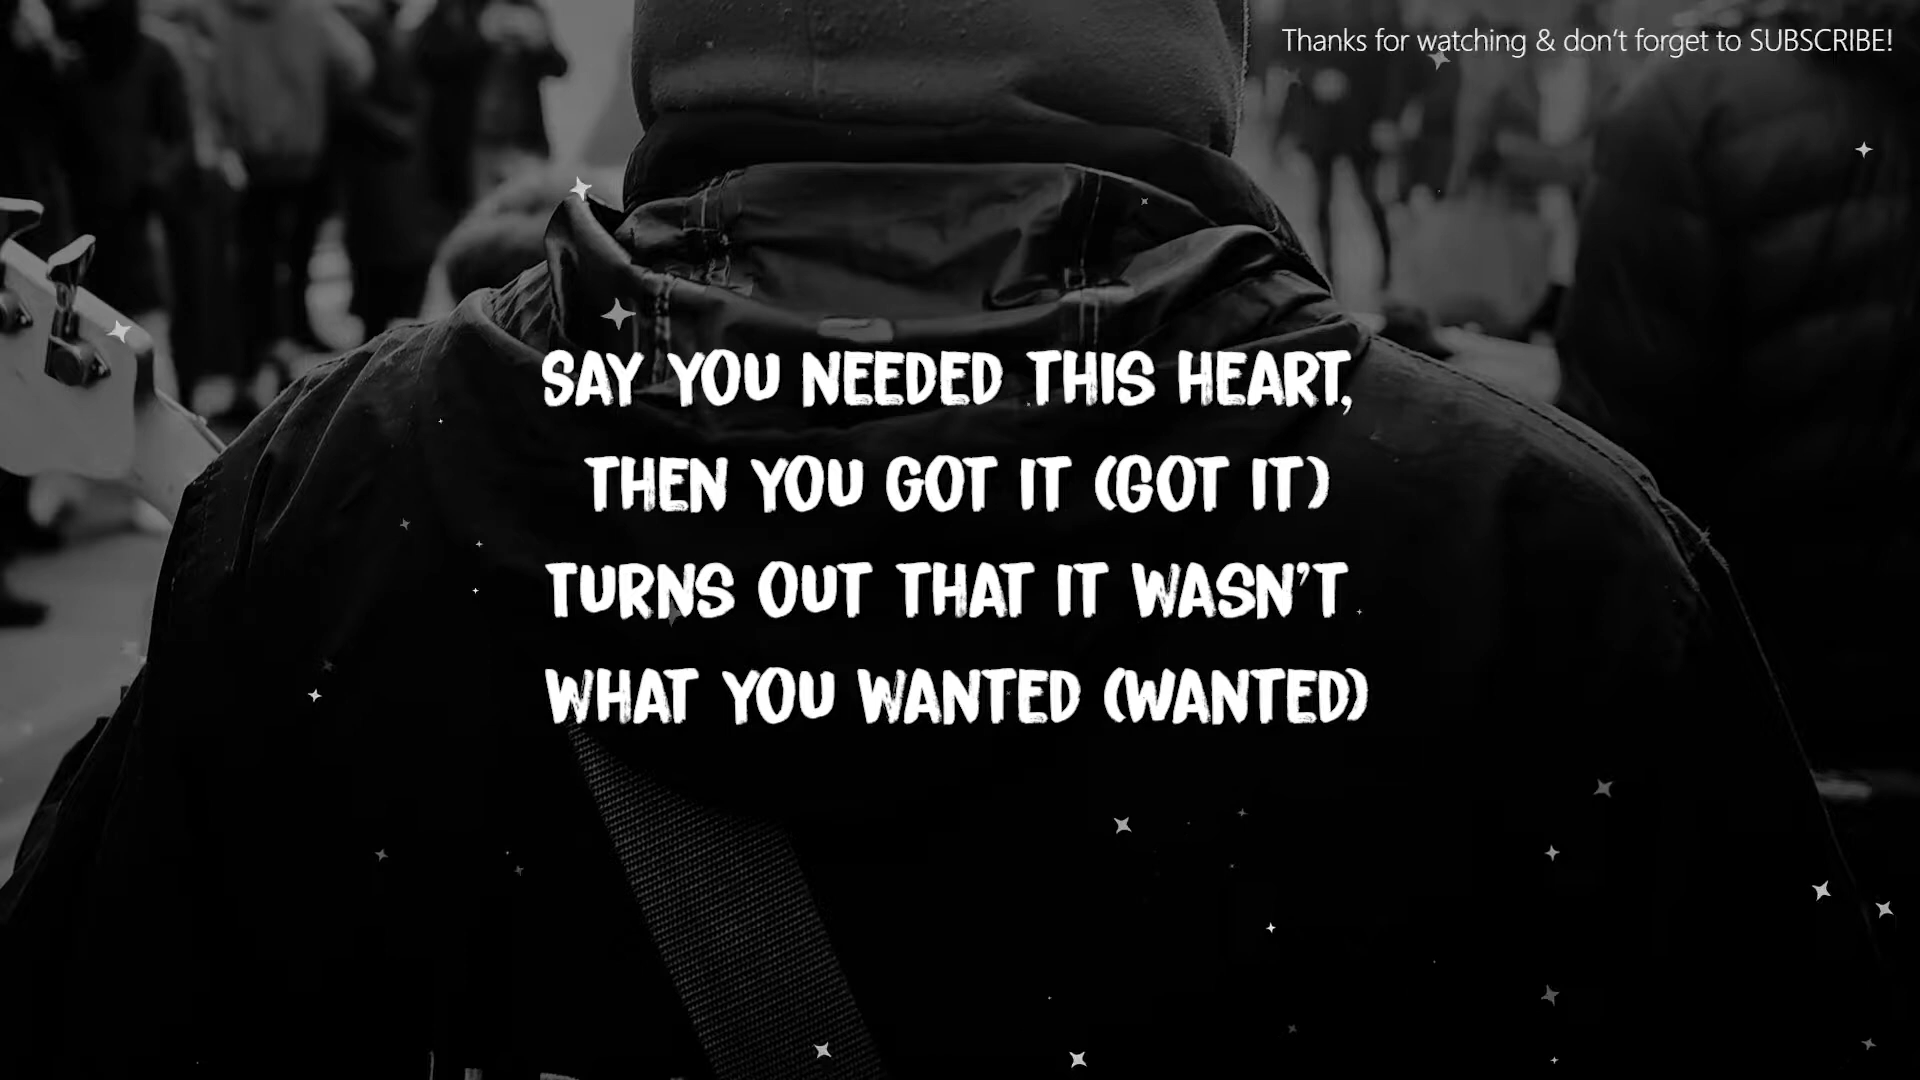 Thanks for watching & don't forget to SUBSCRIBE!
SAY YOU NEEDED THIS HEART,
THEN YOU GOT IT (GOT IT)
TURNS OUT THAT IT WASN'T
WHAT YOU WANTED (WANTED)